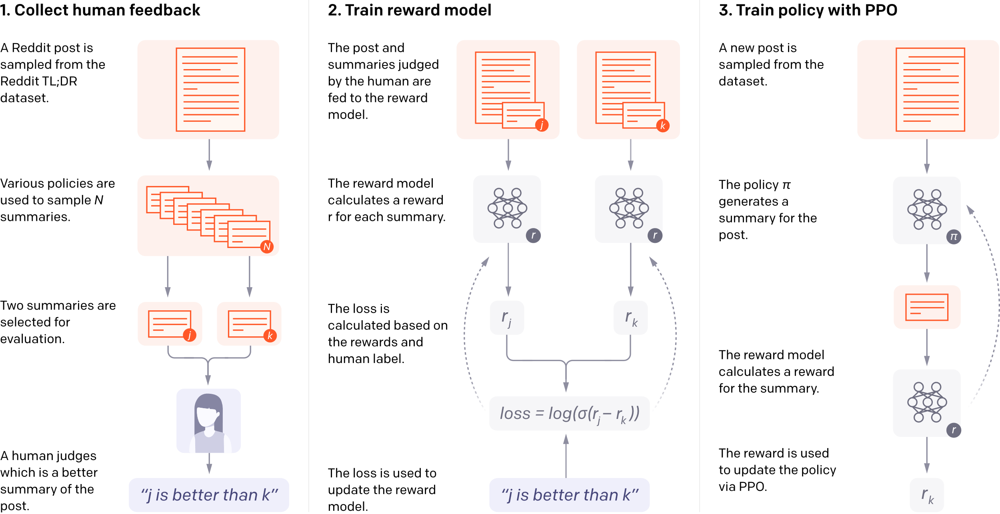 1. Collect human feedback
A Reddit post is
sampled from the
Reddit TL;DR
dataset.
Various policies are
used to sample N
summaries.
N
Two summaries are
selected for
evaluation.
j
k
A human judges
which is a better
summary of the
post.
“j is better than k”
2. Train reward model
The post and
summaries judged
by the human are
fed to the reward
model.
j
k
The reward model
calculates a reward
r for each summary.
r
r
The loss is
calculated based on
the rewards and
human label.
rj
rk
loss = log(σ(rj – rk))
The loss is used to
update the reward
model.
“j is better than k”
3. Train policy with PPO
A new post is
sampled from the
dataset.
The policy π
generates a
summary for the
post.
π
The reward model
calculates a reward
for the summary.
r
The reward is used
to update the policy
via PPO.
rk